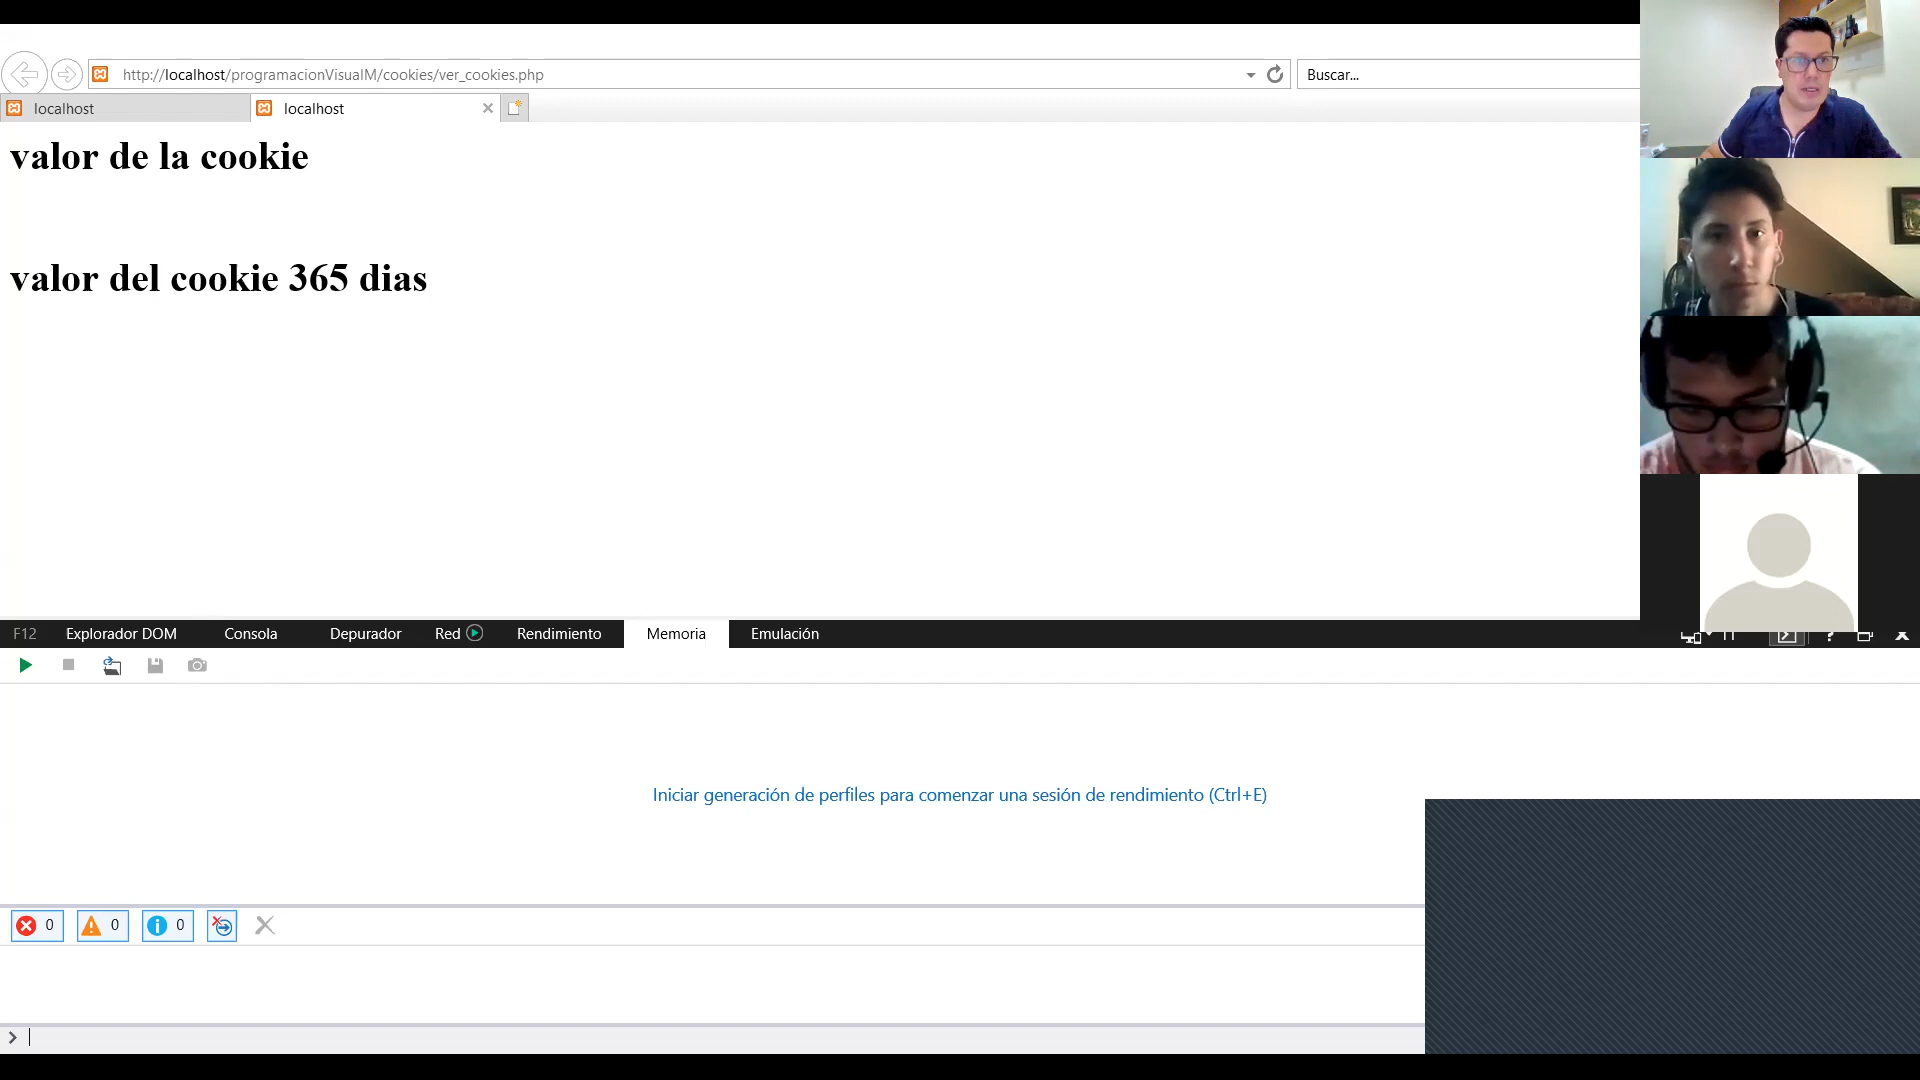 http://localhost/programacionVisualM/cookies/ver_cookies.php
Buscar...
localhost
localhost
valor de la cookie
valor del cookie 365 dias
F12 Explorador DOM Consola Depurador Red Rendimiento Memoria Emulación
?
Iniciar generación de perfiles para comenzar una sesión de rendimiento (Ctrl+E)
0 0 0